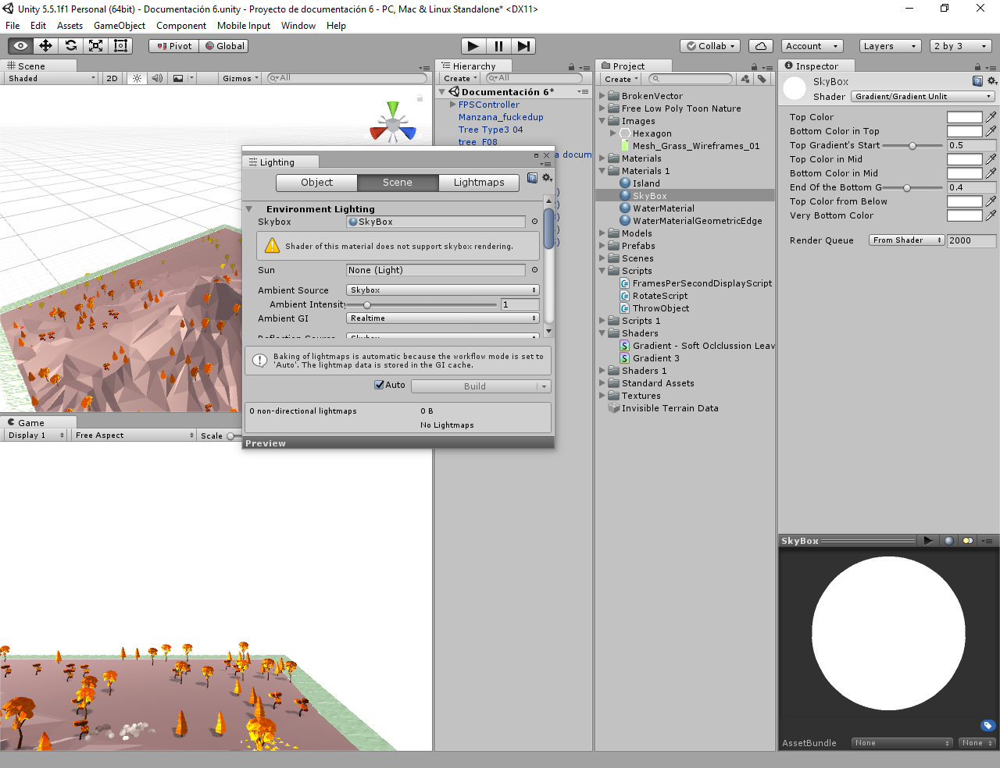 Unity 5.5.1f1 Personal (64bit) - Documentación 6.unity - Proyecto de documentación 6 - PC, Mac & Linux Standalone* <DX11>
File Edit Assets GameObject Component Mobile Input Window Help
Pivot Global Collab Account Layers 2 by 3
Scene
Shaded 2D Gizmos All
Hierarchy
Create All
Documentación 6*
FPSController
Manzana_fuckedup
Tree Type3 04
tree_F08
a docum
)
)
)
)
)
Lighting
Object Scene Lightmaps
Environment Lighting
Skybox SkyBox
Shader of this material does not support skybox rendering.
Sun None (Light)
Ambient Source Skybox
Ambient Intensity 1
Ambient GI Realtime
Reflection Source Skybox
Baking of lightmaps is automatic because the workflow mode is set to
'Auto'. The lightmap data is stored in the GI cache.
Auto Build
0 non-directional lightmaps 0 B
No Lightmaps
Preview
Game
Display 1 Free Aspect Scale
Project
Create
BrokenVector
Free Low Poly Toon Nature
Images
Hexagon
Mesh_Grass_Wireframes_01
Materials
Materials 1
Island
SkyBox
WaterMaterial
WaterMaterialGeometricEdge
Models
Prefabs
Scenes
Scripts
FramesPerSecondDisplayScript
RotateScript
ThrowObject
Scripts 1
Shaders
Gradient - Soft Oclclussion Leav
Gradient 3
Shaders 1
Standard Assets
Textures
Invisible Terrain Data
Inspector
SkyBox
Shader Gradient/Gradient Unlit
Top Color
Bottom Color in Top
Top Gradient's Start 0.5
Top Color in Mid
Bottom Color in Mid
End Of the Bottom G 0.4
Top Color from Below
Very Bottom Color
Render Queue From Shader 2000
SkyBox
AssetBundle None None